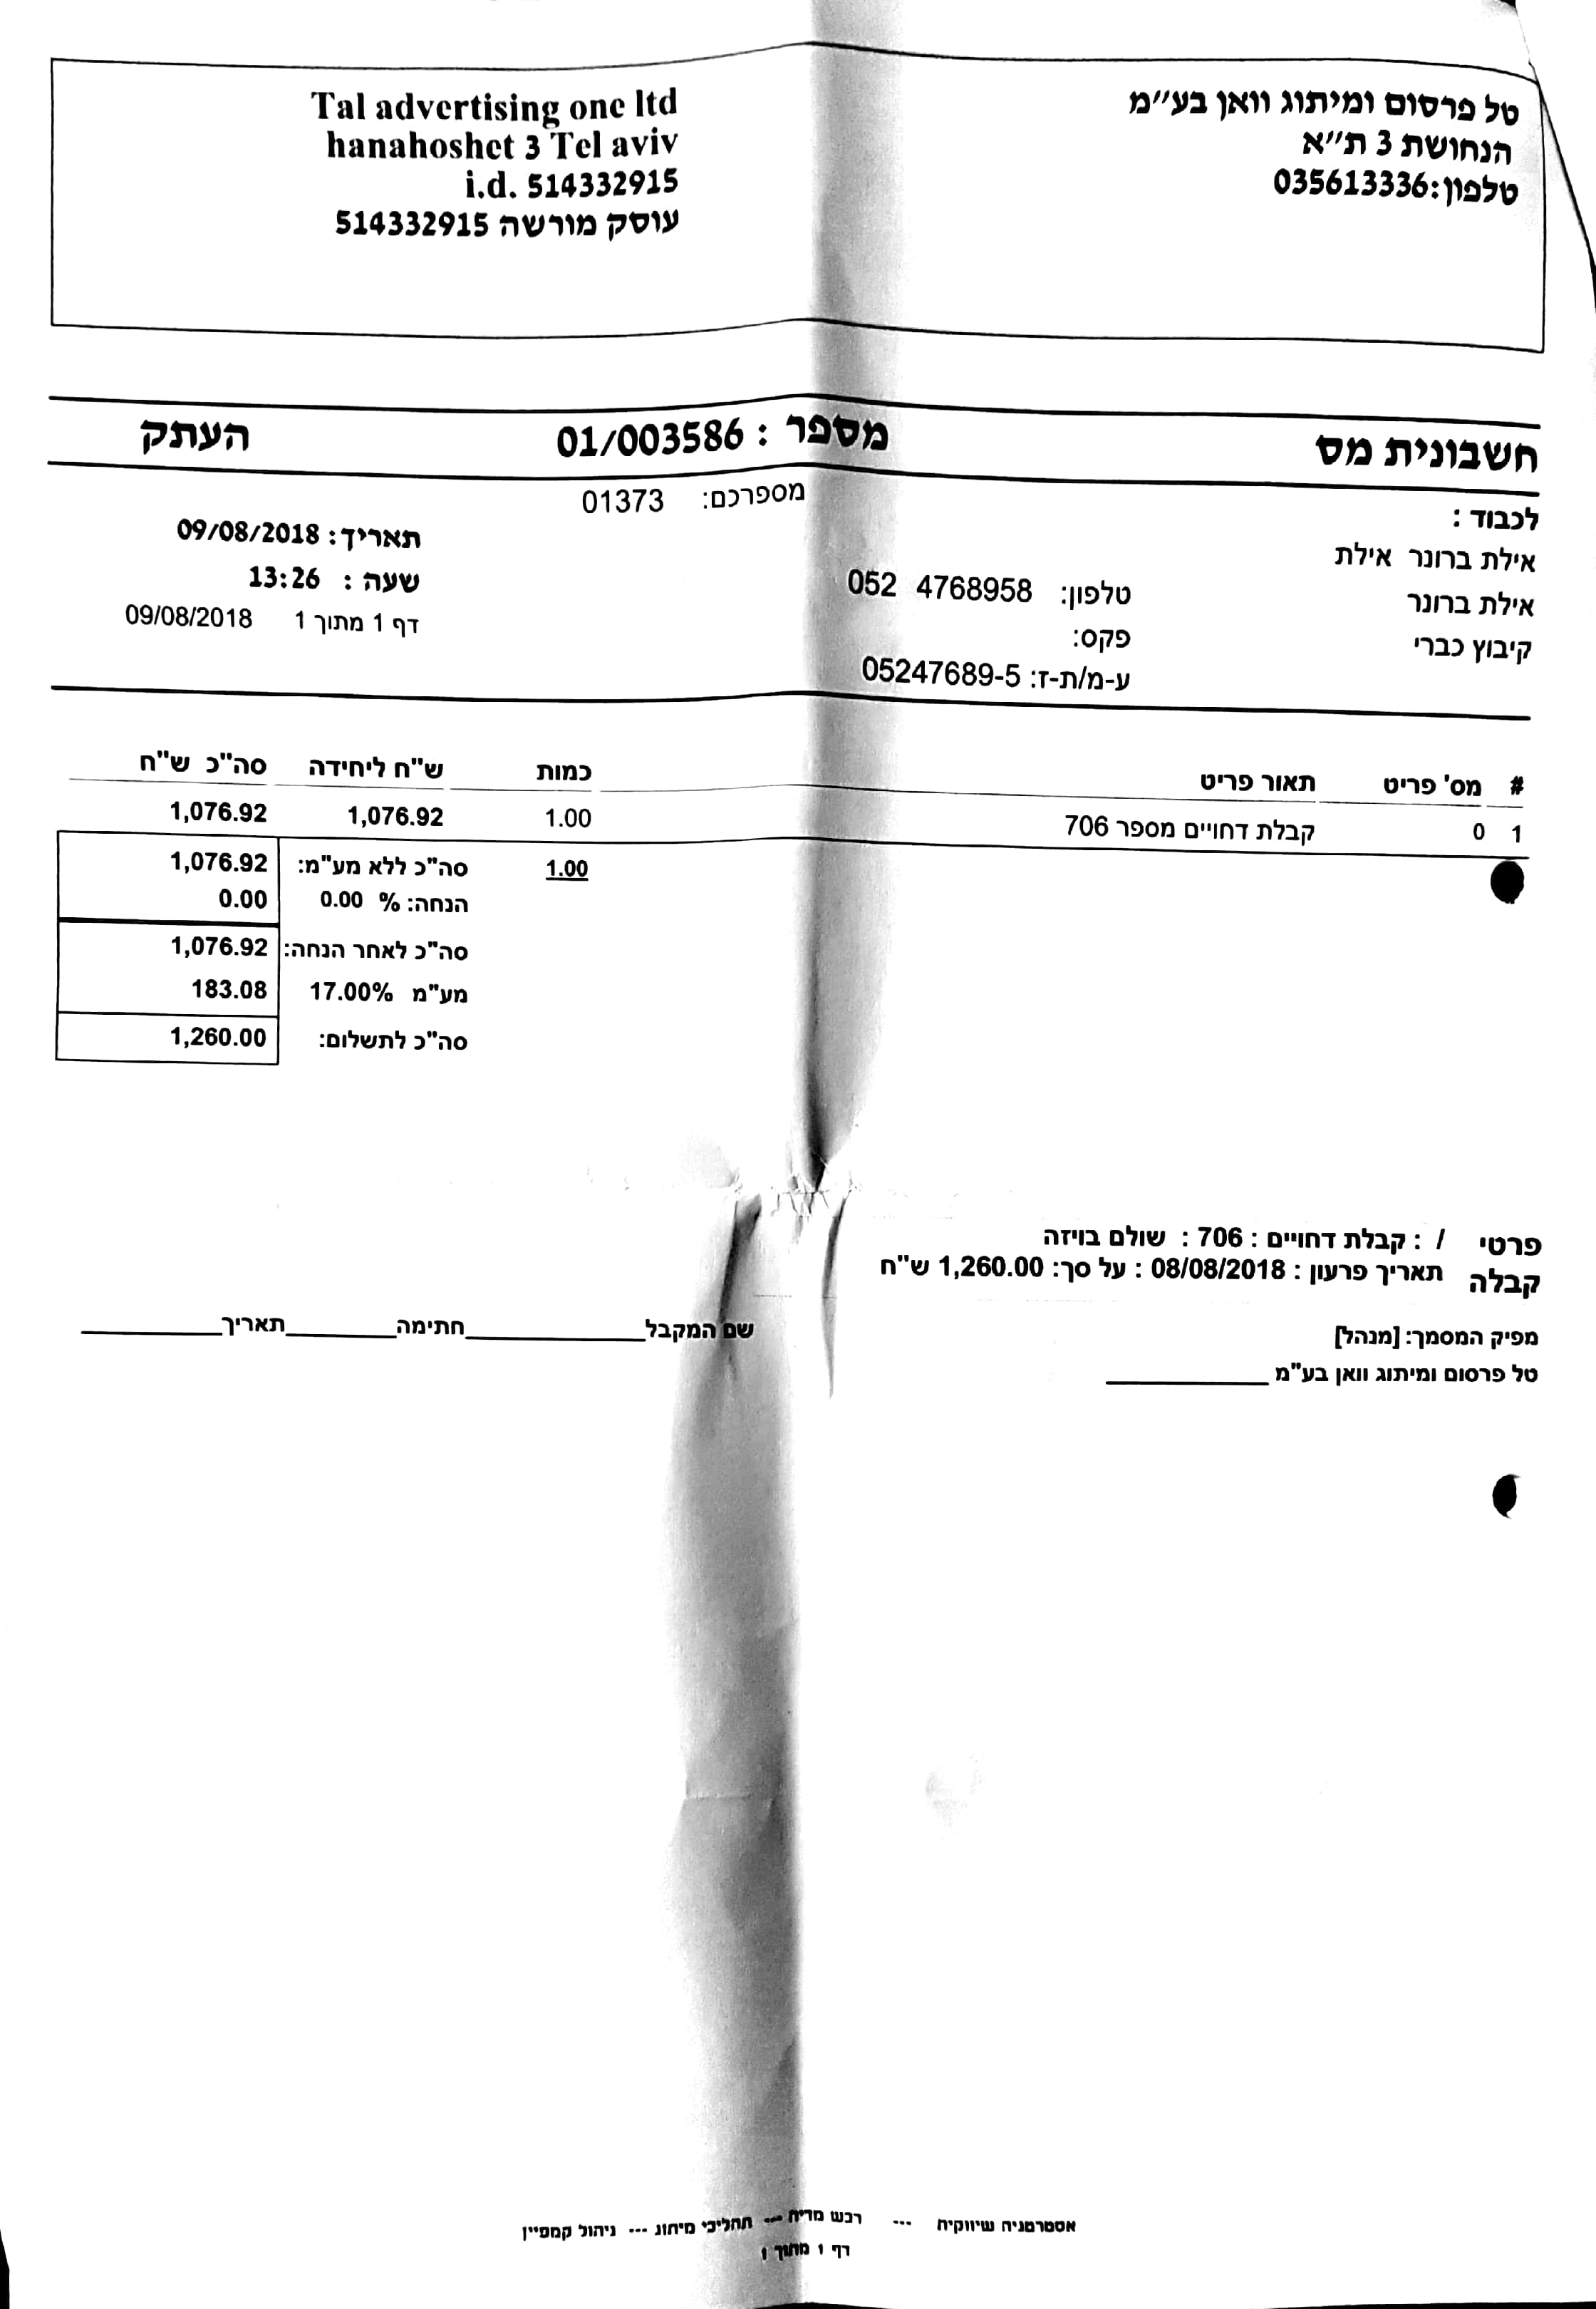 טל פרסום ומיתוג וואן בע"מ
הנחושת 3 ת"א
טלפון:035613336
Tal advertising one ltd
hanahoshet 3 Tel aviv
i.d. 514332915
עוסק מורשה 514332915
חשבונית מס מספר : 01/003586 העתק
מספרכם: 01373
לכבוד :
אילת ברונר אילת
אילת ברונר
קיבוץ כברי
טלפון: 052 4768958
פקס:
ע-מ/ת-ז: 05247689-5
תאריך: 09/08/2018
שעה : 13:26
דף 1 מתוך 1 09/08/2018
# מס' פריט תאור פריט כמות ש"ח ליחידה סה"כ ש"ח
1 0 קבלת דחויים מספר 706 1.00 1,076.92 1,076.92
1.00 סה"כ ללא מע"מ: 1,076.92
הנחה: % 0.00 0.00
סה"כ לאחר הנחה: 1,076.92
מע"מ 17.00% 183.08
סה"כ לתשלום: 1,260.00
פרטי / : קבלת דחויים : 706 : שולם בויזה
קבלה תאריך פרעון : 08/08/2018 : על סך: 1,260.00 ש"ח
שם המקבל_______________חתימה__________תאריך____________
מפיק המסמך: [מנהל]
טל פרסום ומיתוג וואן בע"מ ______________
אסטרטגיה שיווקית --- רכש מדיה --- תהליכי מיתוג --- ניהול קמפיין
דף 1 מתוך 1